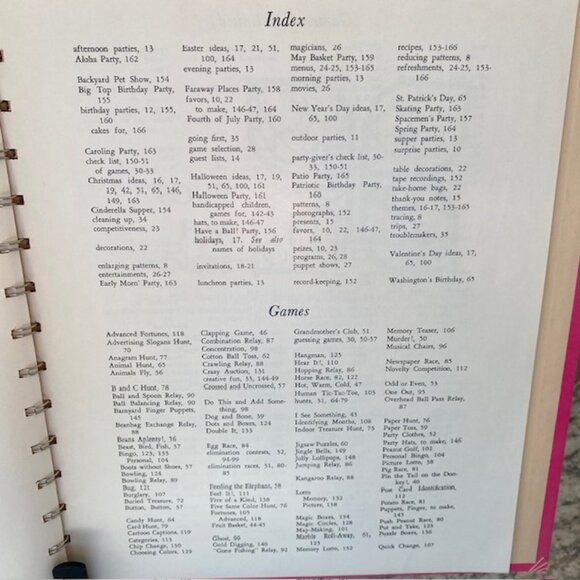 Index
afternoon parties, 13
Aloha Party, 162
Backyard Pet Show, 154
Big Top Birthday Party,
155
birthday parties, 12, 155,
160
cakes for, 166
Caroling Party, 163
check list, 150-51
of games, 30-33
Christmas ideas, 16, 17,
19, 42, 51, 65, 146,
149, 163
Cinderella Supper, 154
cleaning up, 34
competitiveness, 23
decorations, 22
enlarging patterns, 8
entertainments, 26-27
Early Morn' Party, 163
Easter ideas, 17, 21, 51,
100, 164
evening parties, 13
Faraway Places Party, 158
favors, 10, 22
to make, 146-47, 164
Fourth of July Party, 160
going first, 35
game selection, 28
guest lists, 14
Halloween ideas, 17, 19,
51, 65, 100, 161
Halloween Party, 161
handicapped children,
games for, 142-43
hats, to make, 146-47
Have a Ball! Party, 156
holidays, 17. See also
names of holidays
invitations, 18-21
luncheon parties, 13
magicians, 26
May Basket Party, 159
menus, 24-25, 153-165
morning parties, 13
movies, 26
New Year's Day ideas, 17,
65, 100
outdoor parties, 11
party-giver's check list, 30-
33, 150-51
Patio Party, 165
Patriotic Birthday Party,
160
patterns, 8
photographs, 152
presents, 15
favors, 10, 22, 146-47,
164
prizes, 10, 23
programs, 26, 28
puppet shows, 27
record-keeping, 152
recipes, 153-166
reducing patterns, 8
refreshments, 24-25, 153-
166
St. Patrick's Day, 65
Skating Party, 163
Spacemen's Party, 157
Spring Party, 164
supper parties, 13
surprise parties, 10
table decorations, 22
tape recordings, 152
take-home bags, 22
thank-you notes, 15
themes, 16-17, 153-165
tracing, 8
trips, 27
troublemakers, 35
Valentine's Day ideas, 17,
65, 100
Washington's Birthday, 65
Games
Advanced Fortunes, 118
Advertising Slogans Hunt,
70
Anagram Hunt, 77
Animal Hunt, 65
Animals Fly, 56
B and C Hunt, 78
Ball and Spoon Relay, 90
Ball Balancing Relay, 90
Barnyard Finger Puppets,
145
Beanbag Exchange Relay,
88
Beans Aplenty!, 36
Beast, Bird, Fish, 57
Bingo, 123, 133
Personal, 104
Boots without Shoes, 57
Bowling, 124
Bowling Relay, 89
Bug, 121
Burglary, 107
Buried Treasure, 72
Button, Button, 57
Candy Hunt, 64
Card Hunt, 79
Cartoon Captions, 119
Categories, 113
Chip Change, 130
Choosing Colors, 129
Clapping Game, 46
Combination Relay, 87
Concentration, 98
Cotton Ball Toss, 62
Crawling Relay, 88
Crazy Auction, 131
creative fun, 33, 144-49
Crossed and Uncrossed, 57
Do This and Add Some-
thing, 98
Dog and Bone, 39
Dots and Boxes, 124
Double It, 133
Egg Race, 84
elimination contests, 32,
94-99
elimination races, 31, 80-
85
Feeding the Elephant, 58
Feel It!, 111
Five of a Kind, 138
Five Same Color Hunt, 76
Fortunes, 105
Advanced, 118
Fruit Basket, 44-45
Ghost, 99
Gold Digging, 140
"Gone Fishing" Relay, 92
Grandmother's Club, 51
guessing games, 30, 50-57
Hangman, 125
Hear It!, 110
Hopping Relay, 86
Horse Race, 82, 122
Hot, Warm, Cold, 47
Human Tic-Tac-Toe, 103
hunts, 31, 64-79
I See Something, 43
Identifying Months, 108
Indoor Treasure Hunt, 73
Jigsaw Puzzles, 60
Jingle Bells, 149
Jolly Lollipops, 148
Jumping Relay, 86
Kangaroo Relay, 88
Lotto
Memory, 132
Picture, 138
Magic Boxes, 134
Magic Circles, 128
Map-Making, 101
Marble Roll-Away, 61,
125
Memory Lotto, 132
Memory Teaser, 106
Murder!, 50
Musical Chairs, 96
Newspaper Race, 85
Novelty Competition, 112
Odd or Even, 53
One Out, 95
Overhead Ball Pass Relay,
87
Paper Hunt, 76
Paper Toss, 59
Party Clothes, 52
Party Hats, to make, 146
Peanut Golf, 102
Personal Bingo, 104
Picture Lotto, 38
Pig Race, 81
Pin the Tail on the Don-
key!, 40
Post Card Identification,
112
Potato Race, 81
Puppets, Finger, to make,
145
Push Peanut Race, 80
Put and Take, 125
Puzzle Boxes, 136
Quick Change, 107